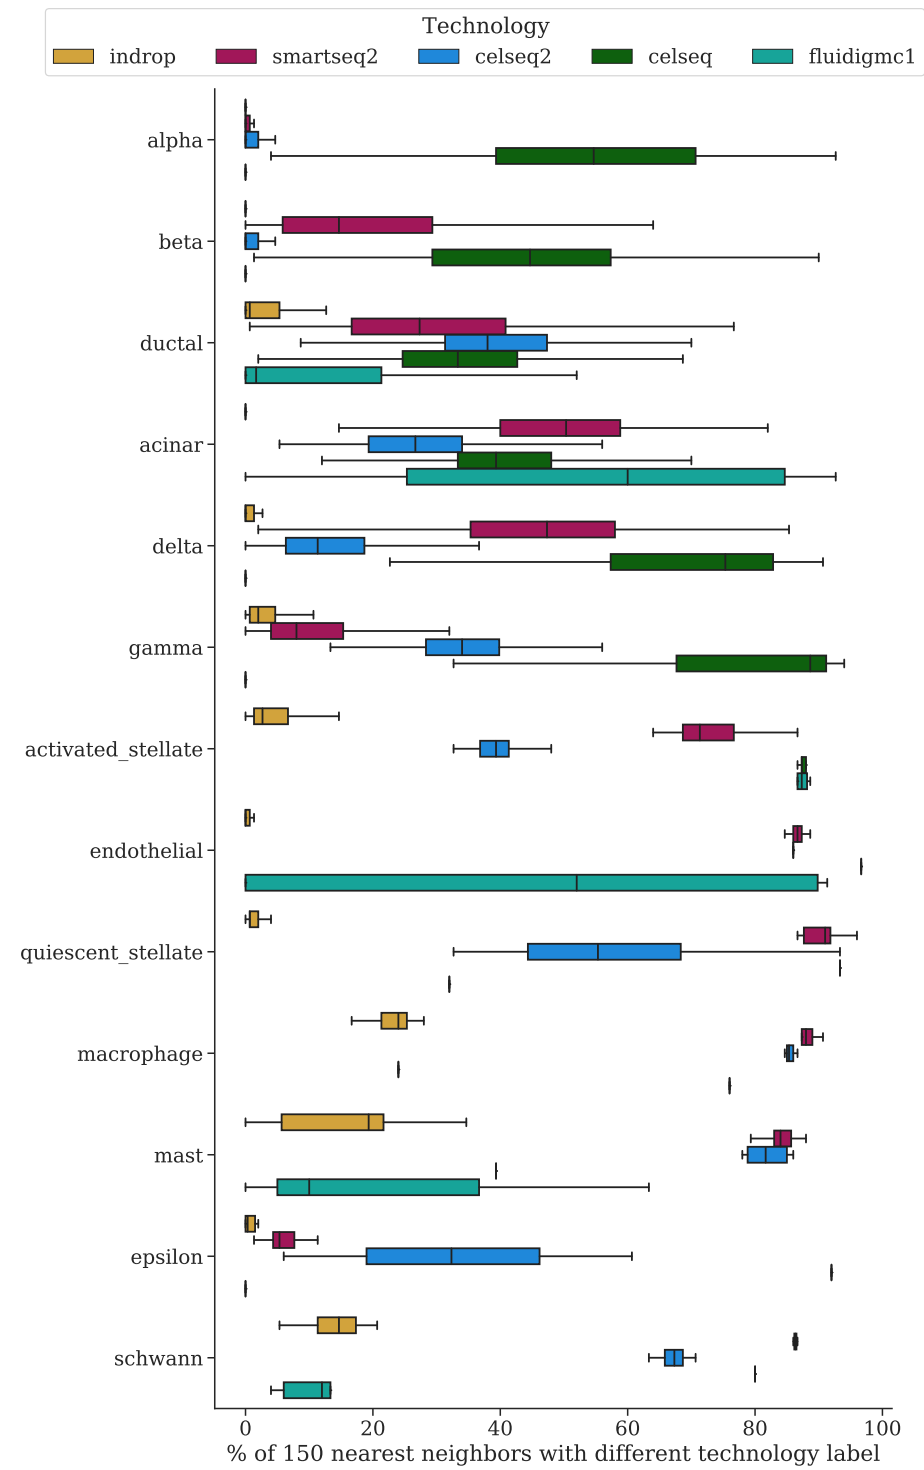 Technology
indrop smartseq2 celseq2 celseq fluidigmc1
alpha
beta
ductal
acinar
delta
gamma
activated_stellate
endothelial
quiescent_stellate
macrophage
mast
epsilon
schwann
0 20 40 60 80 100
% of 150 nearest neighbors with different technology label